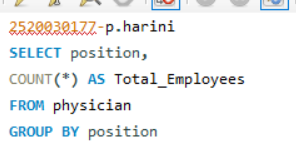 2520030177-p.harini
SELECT position,
COUNT(*) AS Total_Employees
FROM physician
GROUP BY position